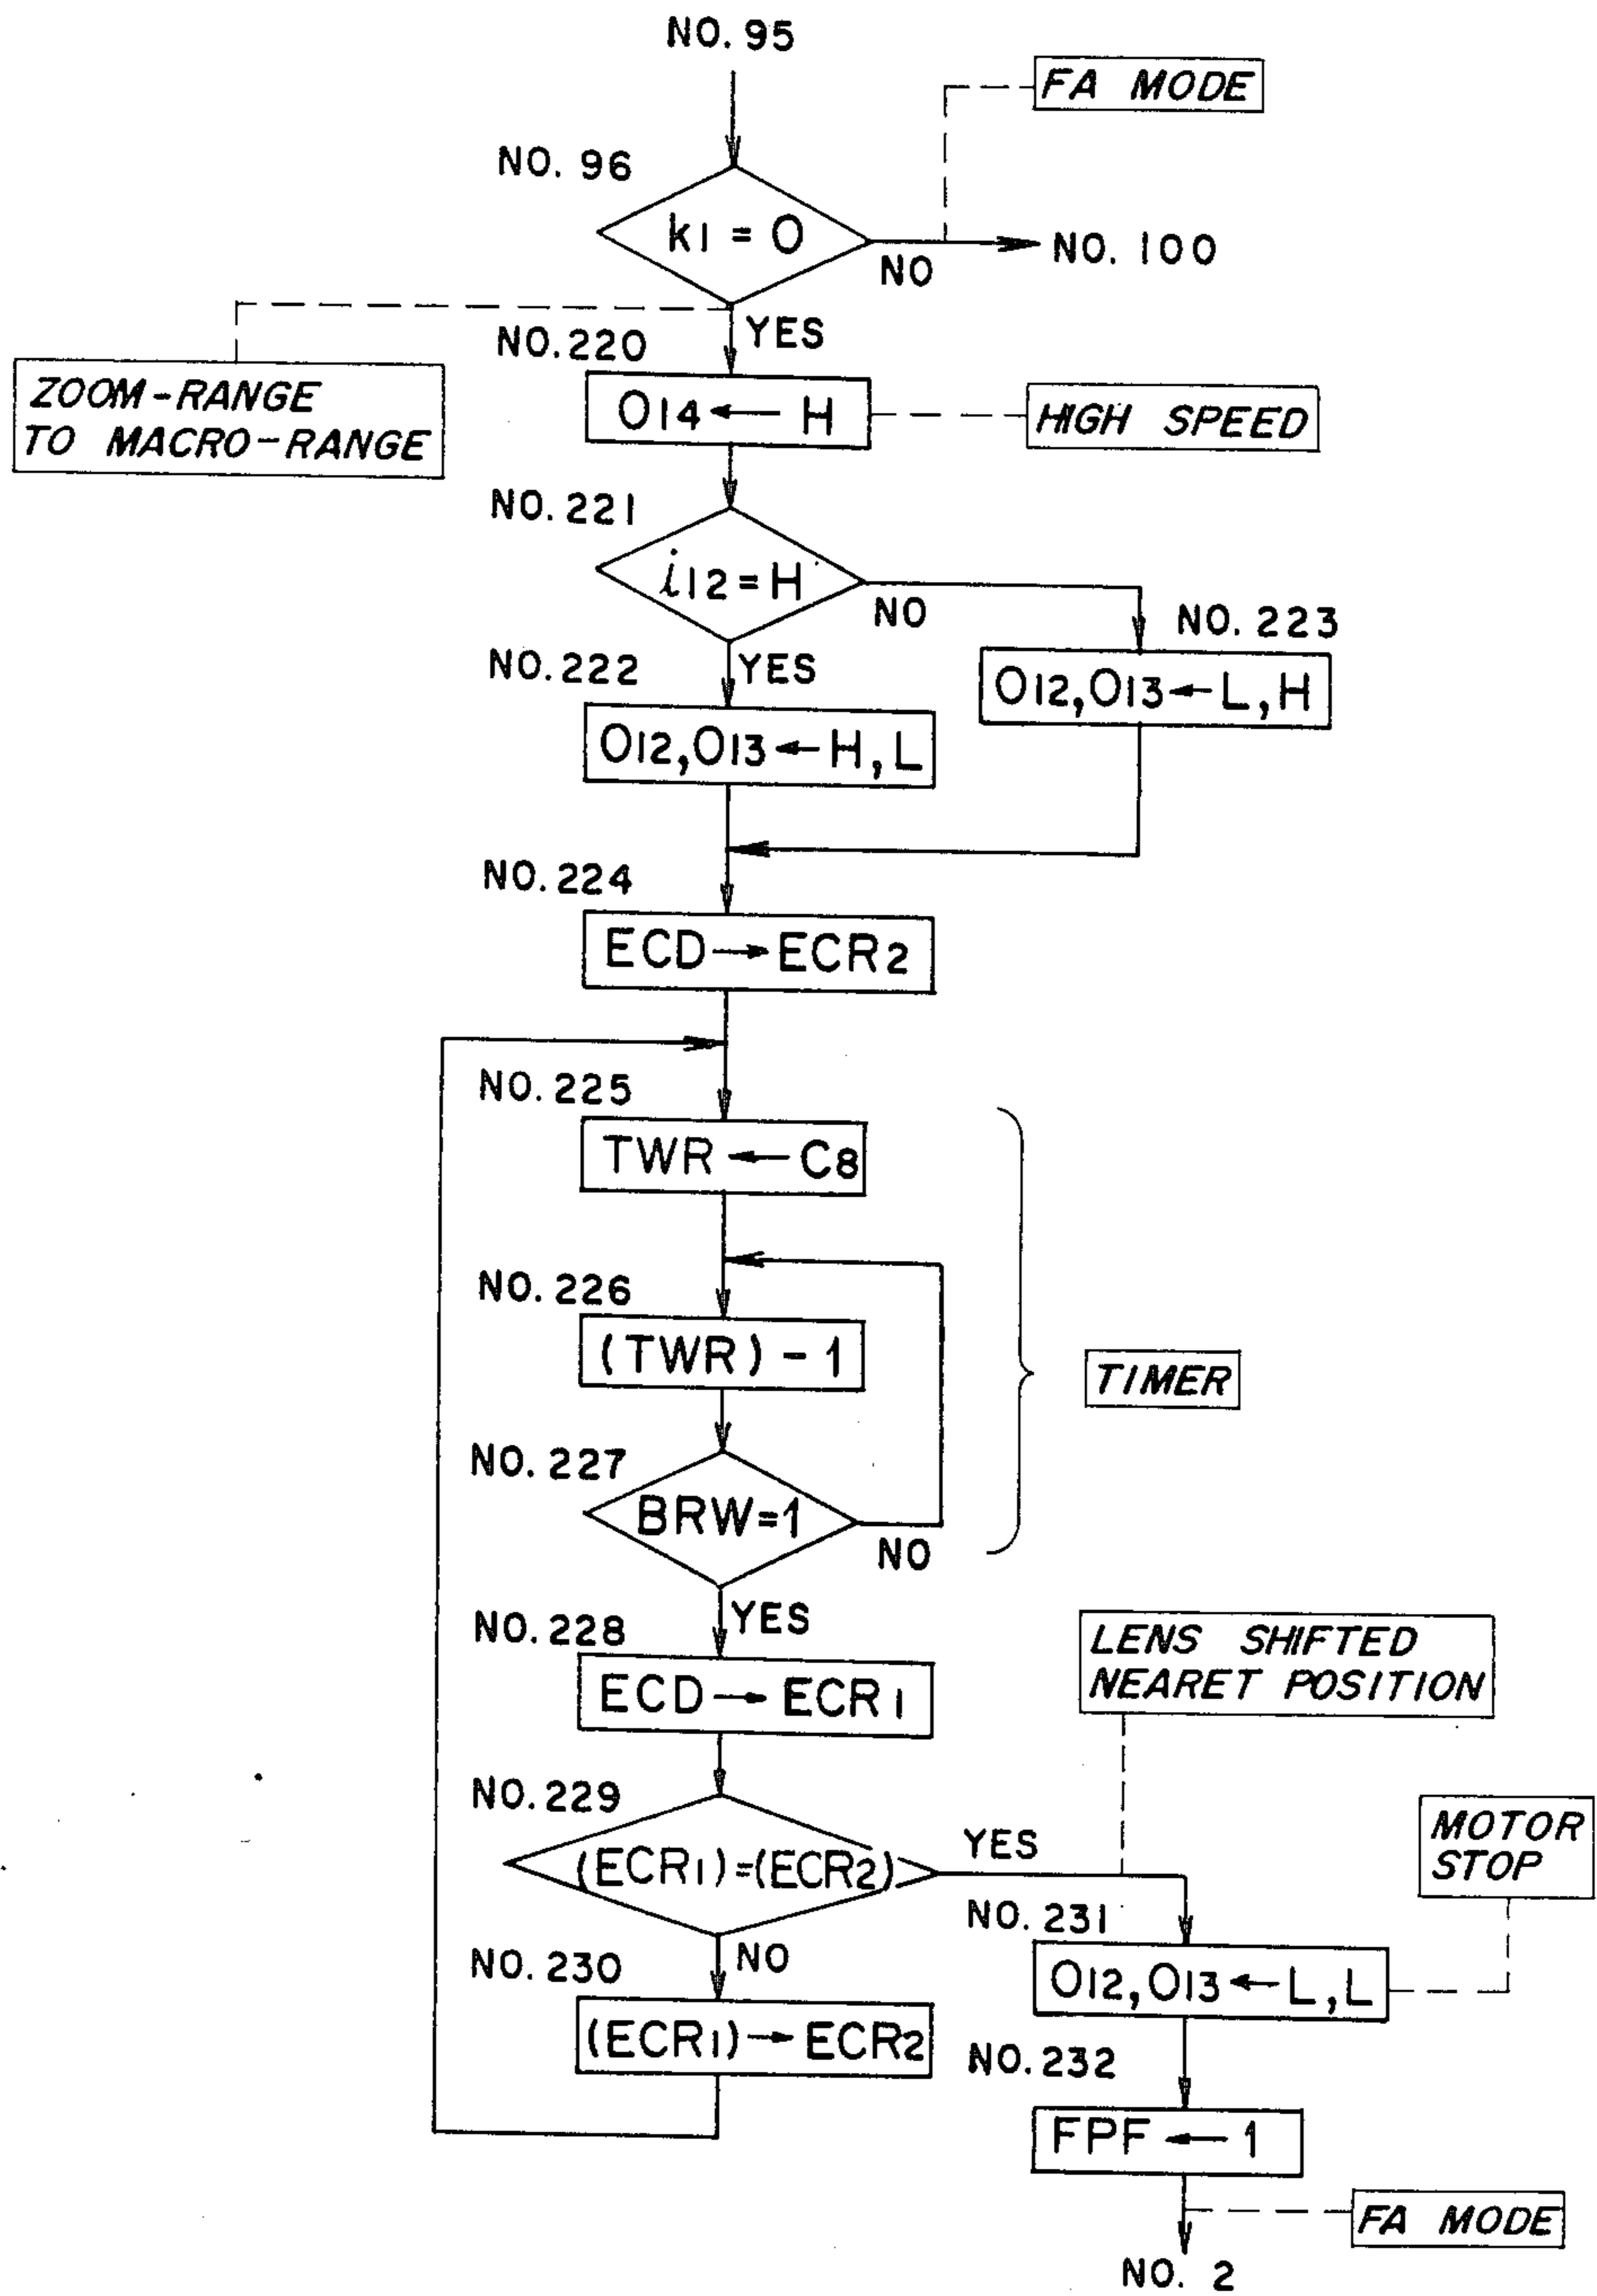 NO. 95
FA MODE
NO. 96
k1 = 0
NO
NO. 100
YES
NO. 220
ZOOM-RANGE
TO MACRO-RANGE
O14 ← H
HIGH SPEED
NO. 221
i12 = H
NO
NO. 223
NO. 222
YES
O12, O13 ← L, H
O12, O13 ← H, L
NO. 224
ECD → ECR2
NO. 225
TWR ← C8
NO. 226
(TWR) - 1
TIMER
NO. 227
BRW = 1
NO
YES
NO. 228
LENS SHIFTED
NEARET POSITION
ECD → ECR1
NO. 229
(ECR1) = (ECR2)
YES
MOTOR
STOP
NO. 231
NO. 230
NO
O12, O13 ← L, L
(ECR1) → ECR2
NO. 232
FPF ← 1
FA MODE
NO. 2